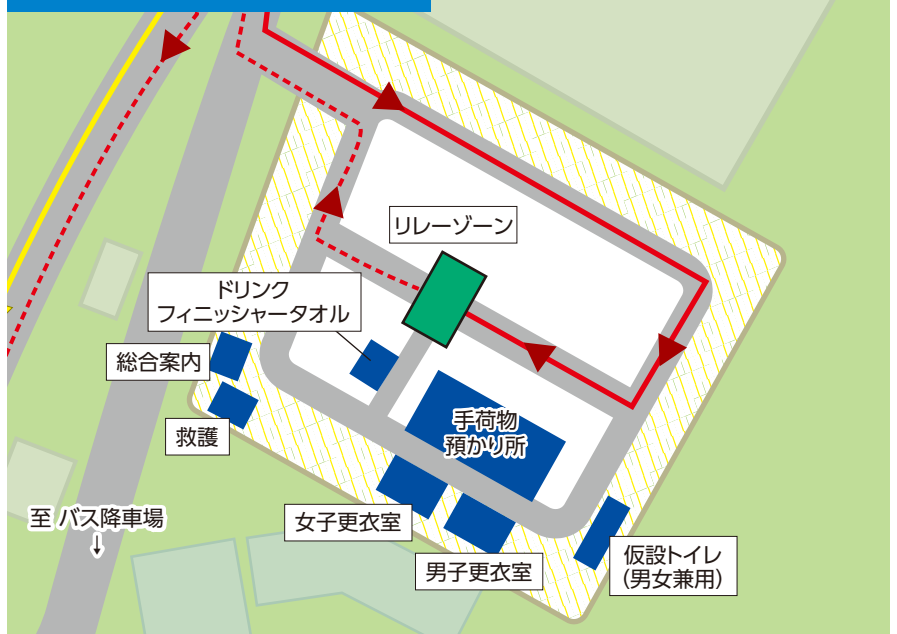 リレーゾーン
ドリンク
フィニッシャータオル
総合案内
救護
手荷物
預かり所
至 バス降車場
↓
女子更衣室
男子更衣室
仮設トイレ
(男女兼用)